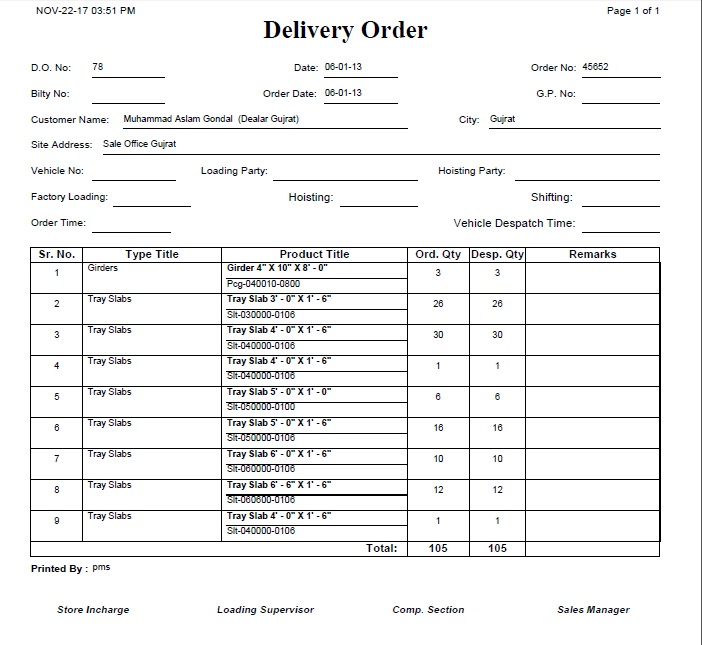 NOV-22-17 03:51 PM Page 1 of 1
Delivery Order
D.O. No: 78 Date: 06-01-13 Order No: 45652
Bilty No: Order Date: 06-01-13 G.P. No:
Customer Name: Muhammad Aslam Gondal (Dealar Gujrat) City: Gujrat
Site Address: Sale Office Gujrat
Vehicle No: Loading Party: Hoisting Party:
Factory Loading: Hoisting: Shifting:
Order Time: Vehicle Despatch Time:
Sr. No. Type Title Product Title Ord. Qty Desp. Qty Remarks
1 Girders Girder 4" X 10" X 8' - 0" 3 3
Pcg-040010-0800
2 Tray Slabs Tray Slab 3' - 0" X 1' - 6" 26 26
Slt-030000-0106
3 Tray Slabs Tray Slab 4' - 0" X 1' - 6" 30 30
Slt-040000-0106
4 Tray Slabs Tray Slab 4' - 0" X 1' - 6" 1 1
Slt-040000-0106
5 Tray Slabs Tray Slab 5' - 0" X 1' - 0" 6 6
Slt-050000-0100
6 Tray Slabs Tray Slab 5' - 0" X 1' - 6" 16 16
Slt-050000-0106
7 Tray Slabs Tray Slab 6' - 0" X 1' - 6" 10 10
Slt-060000-0106
8 Tray Slabs Tray Slab 6' - 6" X 1' - 6" 12 12
Slt-060600-0106
9 Tray Slabs Tray Slab 4' - 0" X 1' - 6" 1 1
Slt-040000-0106
Total: 105 105
Printed By : pms
Store Incharge Loading Supervisor Comp. Section Sales Manager